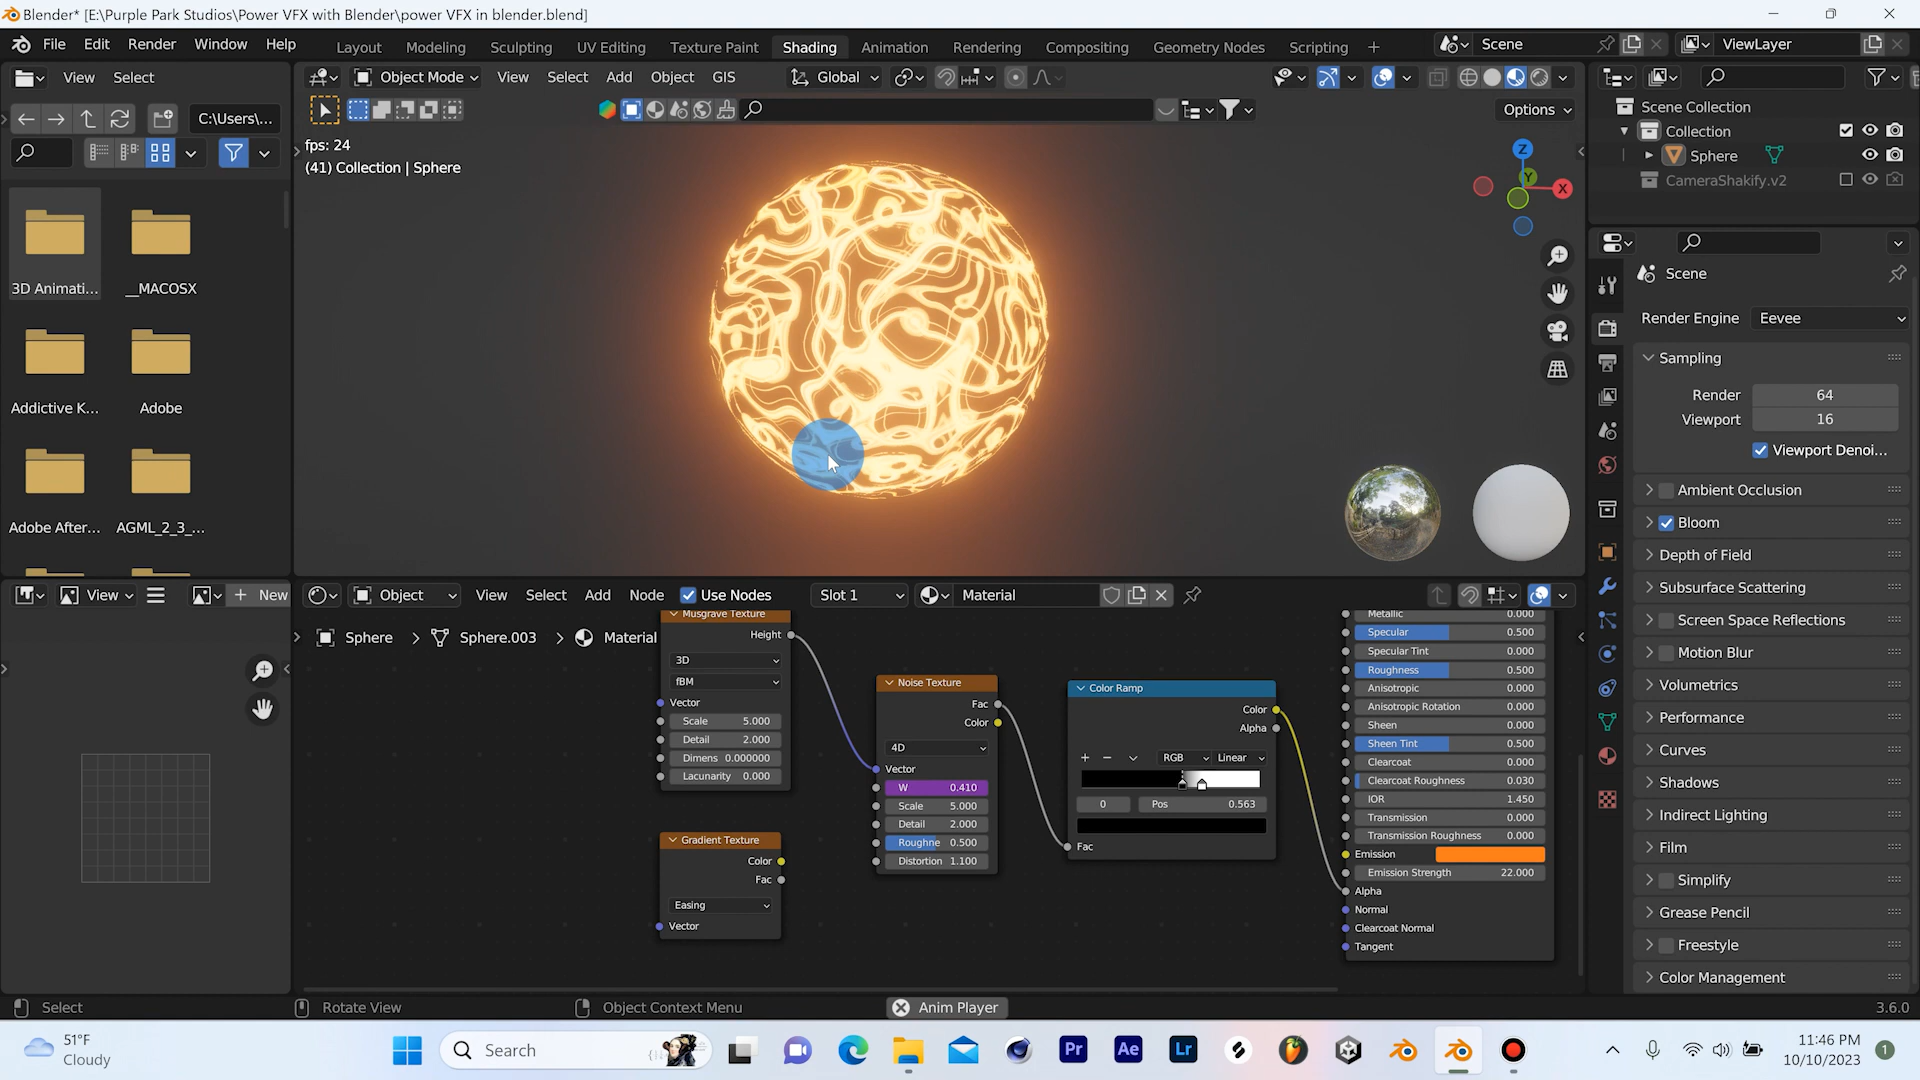 Blender* [E:\Purple Park Studios\Power VFX with Blender\power VFX in blender.blend]
File Edit Render Window Help
Layout Modeling Sculpting UV Editing Texture Paint Shading Animation Rendering Compositing Geometry Nodes Scripting
Scene
ViewLayer
View Select
C:\Users\...
3D Animati... __MACOSX
Addictive K... Adobe
Adobe After... AGML_2_3_...
Object Mode View Select Add Object GIS
Global
Options
fps: 24
(41) Collection | Sphere
Z
Y
X
Scene Collection
Collection
Sphere
CameraShakify.v2
Scene
Render Engine Eevee
Sampling
Render 64
Viewport 16
Viewport Denoi...
Ambient Occlusion
Bloom
Depth of Field
Subsurface Scattering
Screen Space Reflections
Motion Blur
Volumetrics
Performance
Curves
Shadows
Indirect Lighting
Film
Simplify
Grease Pencil
Freestyle
Color Management
View
New
Object View Select Add Node Use Nodes Slot 1 Material
Sphere > Sphere.003 > Material
Musgrave Texture
Height
3D
fBM
Vector
Scale 5.000
Detail 2.000
Dimens 0.000000
Lacunarity 0.000
Gradient Texture
Color
Fac
Easing
Vector
Noise Texture
Fac
Color
4D
Vector
W 0.410
Scale 5.000
Detail 2.000
Roughne 0.500
Distortion 1.100
Color Ramp
Color
Alpha
RGB Linear
0 Pos 0.563
Fac
Metallic 0.000
Specular 0.500
Specular Tint 0.000
Roughness 0.500
Anisotropic 0.000
Anisotropic Rotation 0.000
Sheen 0.000
Sheen Tint 0.500
Clearcoat 0.000
Clearcoat Roughness 0.030
IOR 1.450
Transmission 0.000
Transmission Roughness 0.000
Emission
Emission Strength 22.000
Alpha
Normal
Clearcoat Normal
Tangent
Select Rotate View Object Context Menu Anim Player 3.6.0
51°F
Cloudy
Search
Pr Ae Lr
11:46 PM
10/10/2023
1